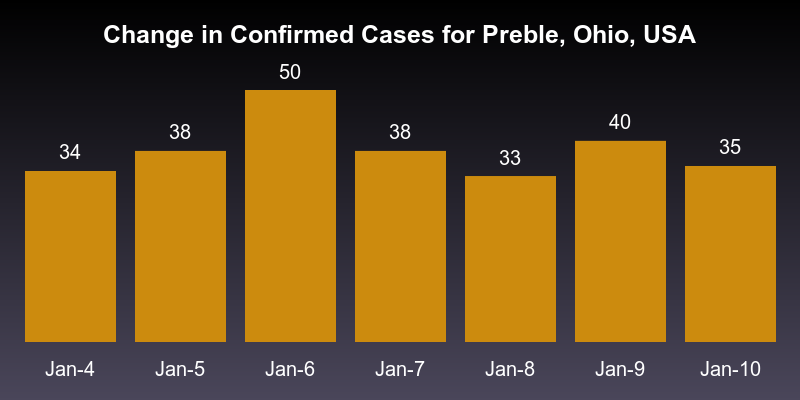 Change in Confirmed Cases for Preble, Ohio, USA
34 38 50 38 33 40 35
Jan-4 Jan-5 Jan-6 Jan-7 Jan-8 Jan-9 Jan-10